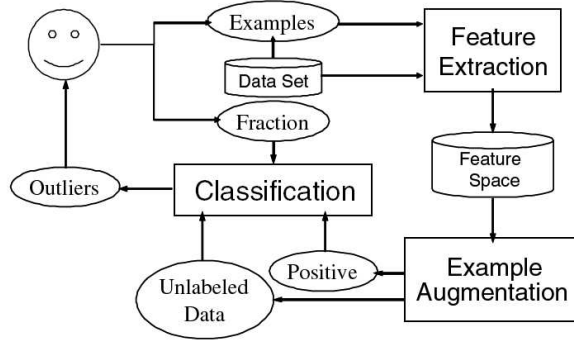 Examples
Feature
Extraction
Data Set
Fraction
Feature
Space
Classification
Outliers
Positive
Example
Augmentation
Unlabeled
Data